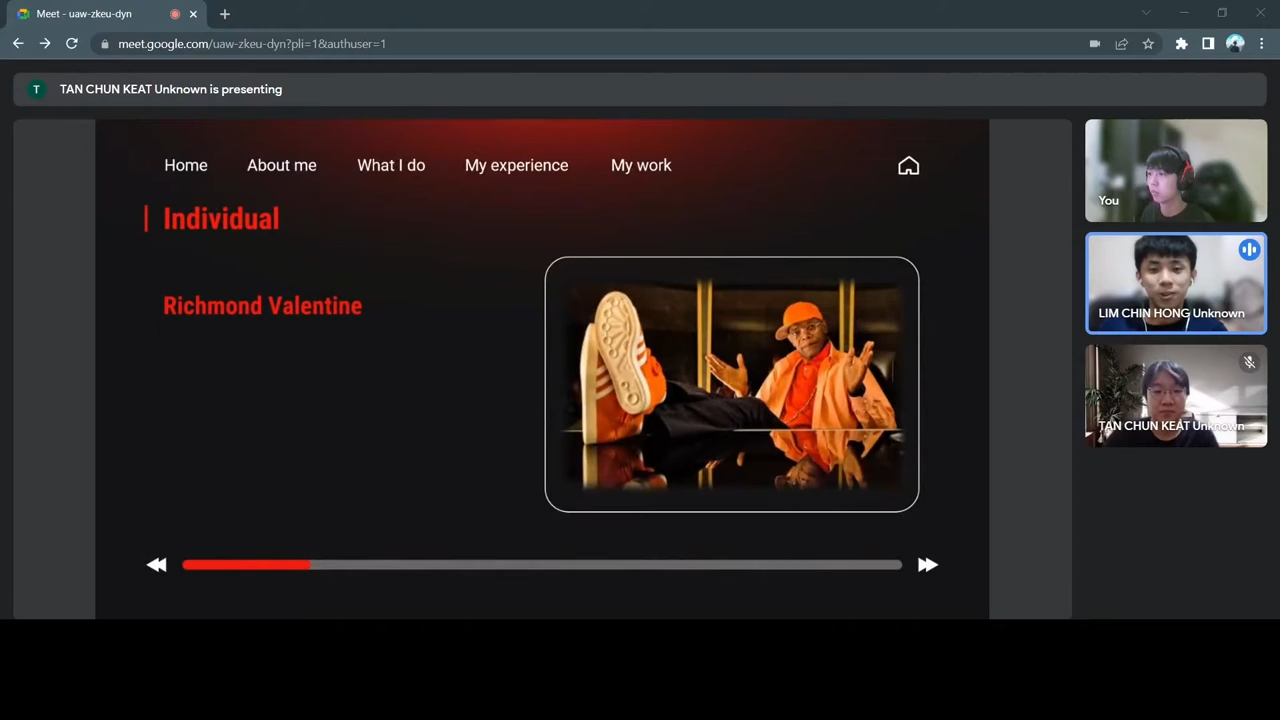 Meet - uaw-zkeu-dyn
meet.google.com/uaw-zkeu-dyn?pli=1&authuser=1
T
TAN CHUN KEAT Unknown is presenting
Home
About me
What I do
My experience
My work
Individual
Richmond Valentine
You
LIM CHIN HONG Unknown
TAN CHUN KEAT Unknown